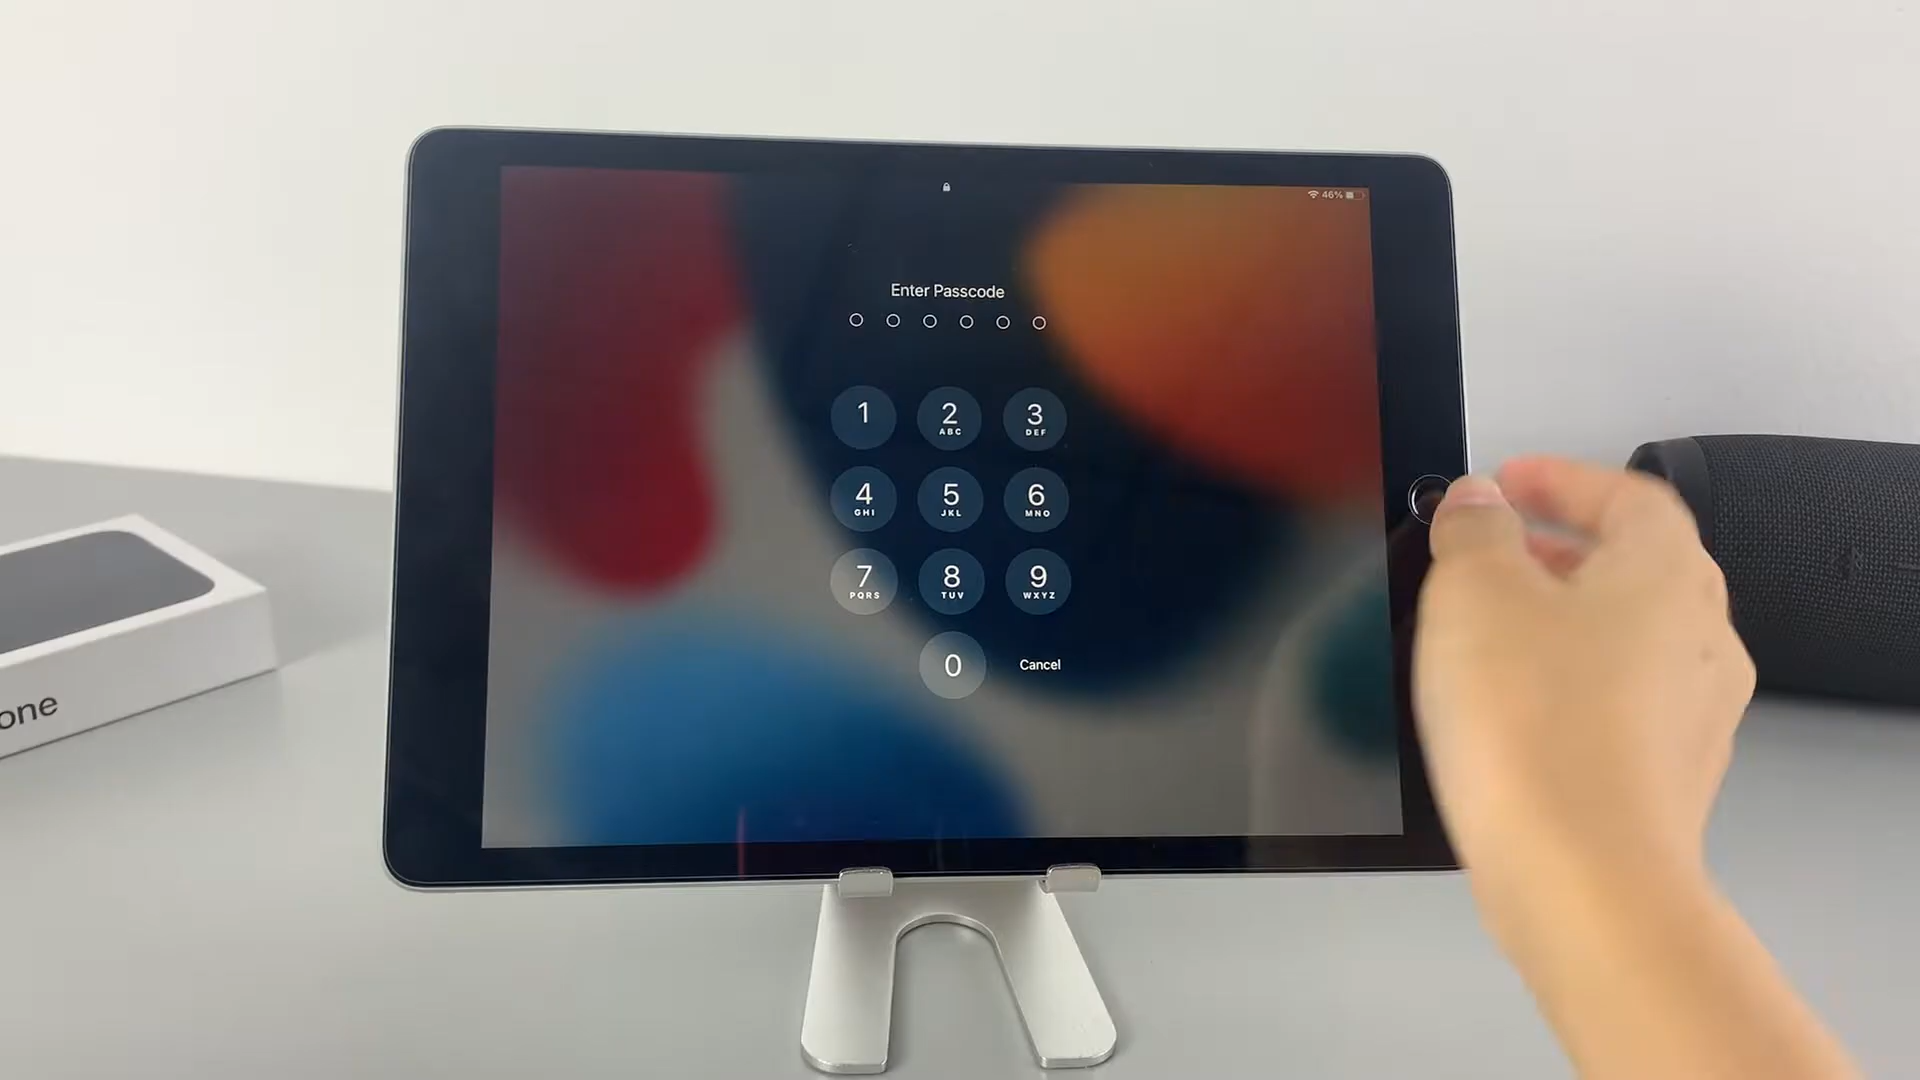 46%
Enter Passcode
1 2 3
ABC DEF
4 5 6
GHI JKL MNO
7 8 9
PQRS TUV WXYZ
0 Cancel
one